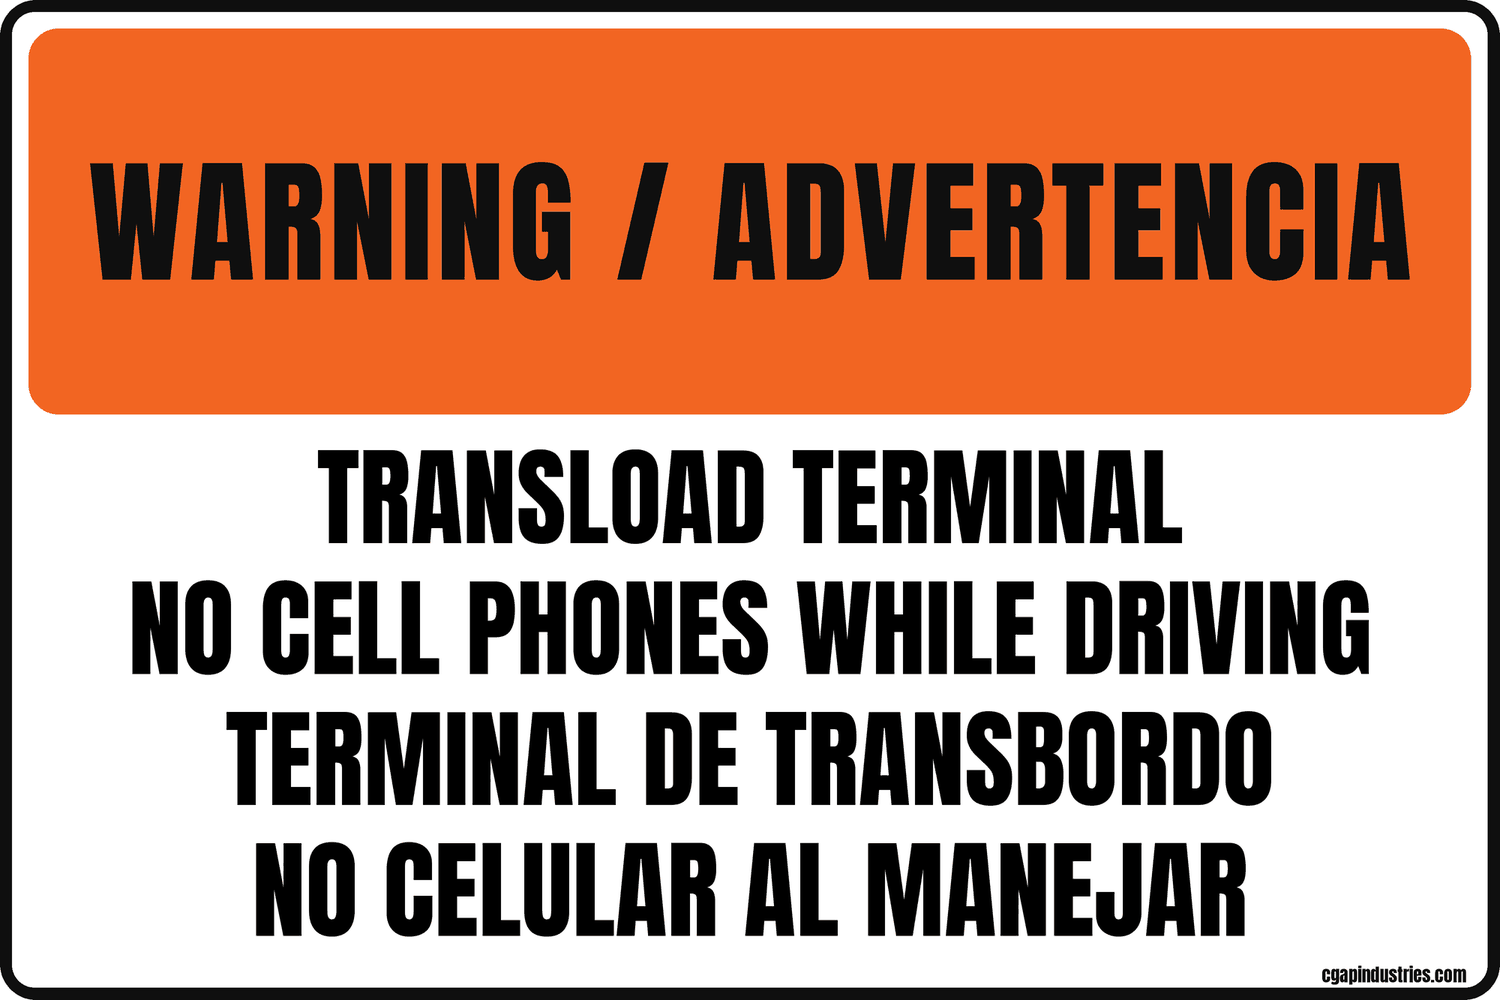 WARNING / ADVERTENCIA
TRANSLOAD TERMINAL
NO CELL PHONES WHILE DRIVING
TERMINAL DE TRANSBORDO
NO CELULAR AL MANEJAR
cgapindustries.com